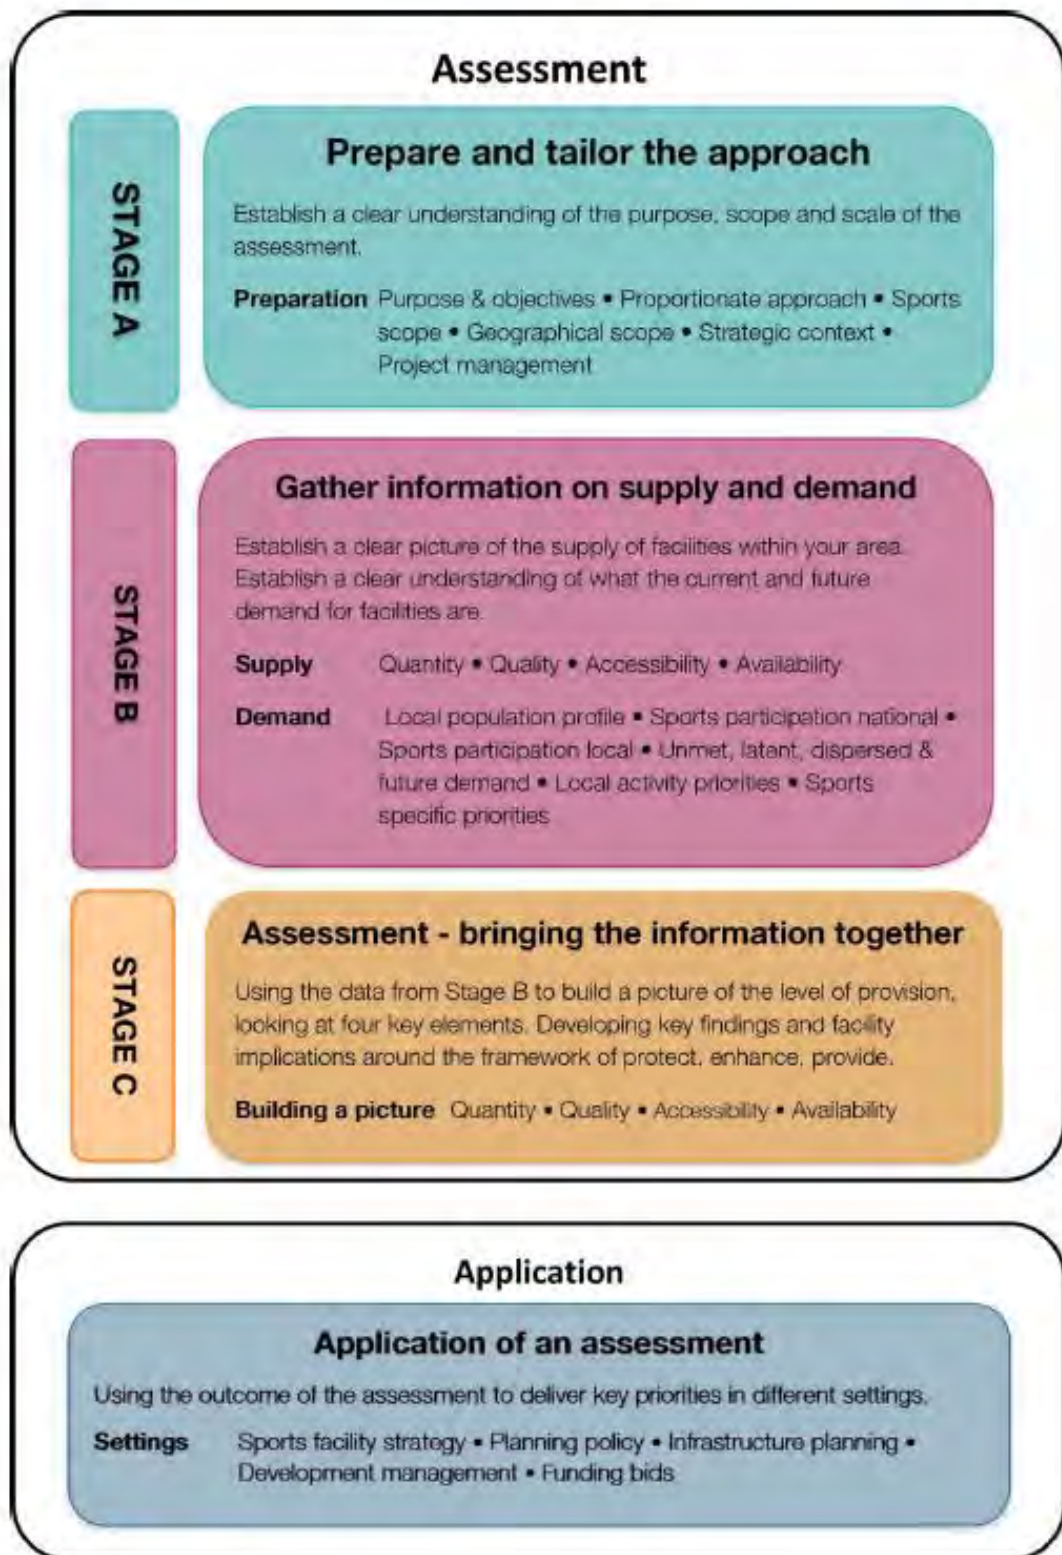 Assessment
STAGE A
Prepare and tailor the approach
Establish a clear understanding of the purpose, scope and scale of the
assessment.
Preparation Purpose & objectives • Proportionate approach • Sports
scope • Geographical scope • Strategic context •
Project management
STAGE B
Gather information on supply and demand
Establish a clear picture of the supply of facilities within your area.
Establish a clear understanding of what the current and future
demand for facilities are.
Supply Quantity • Quality • Accessibility • Availability
Demand Local population profile • Sports participation national •
Sports participation local • Unmet, latent, dispersed &
future demand • Local activity priorities • Sports
specific priorities
STAGE C
Assessment - bringing the information together
Using the data from Stage B to build a picture of the level of provision,
looking at four key elements. Developing key findings and facility
implications around the framework of protect, enhance, provide.
Building a picture Quantity • Quality • Accessibility • Availability
Application
Application of an assessment
Using the outcome of the assessment to deliver key priorities in different settings.
Settings Sports facility strategy • Planning policy • Infrastructure planning •
Development management • Funding bids